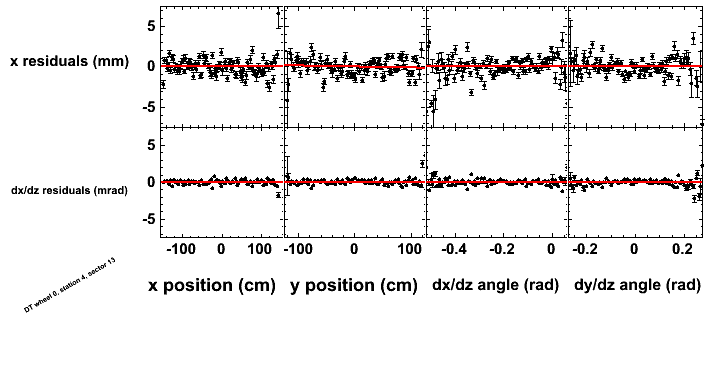 x residuals (mm)
5
0
-5
dx/dz residuals (mrad)
5
0
-5
-100 0 100 -100 0 100 -0.4 -0.2 0 -0.2 0 0.2
x position (cm) y position (cm) dx/dz angle (rad) dy/dz angle (rad)
DT wheel 0, station 4, sector 13